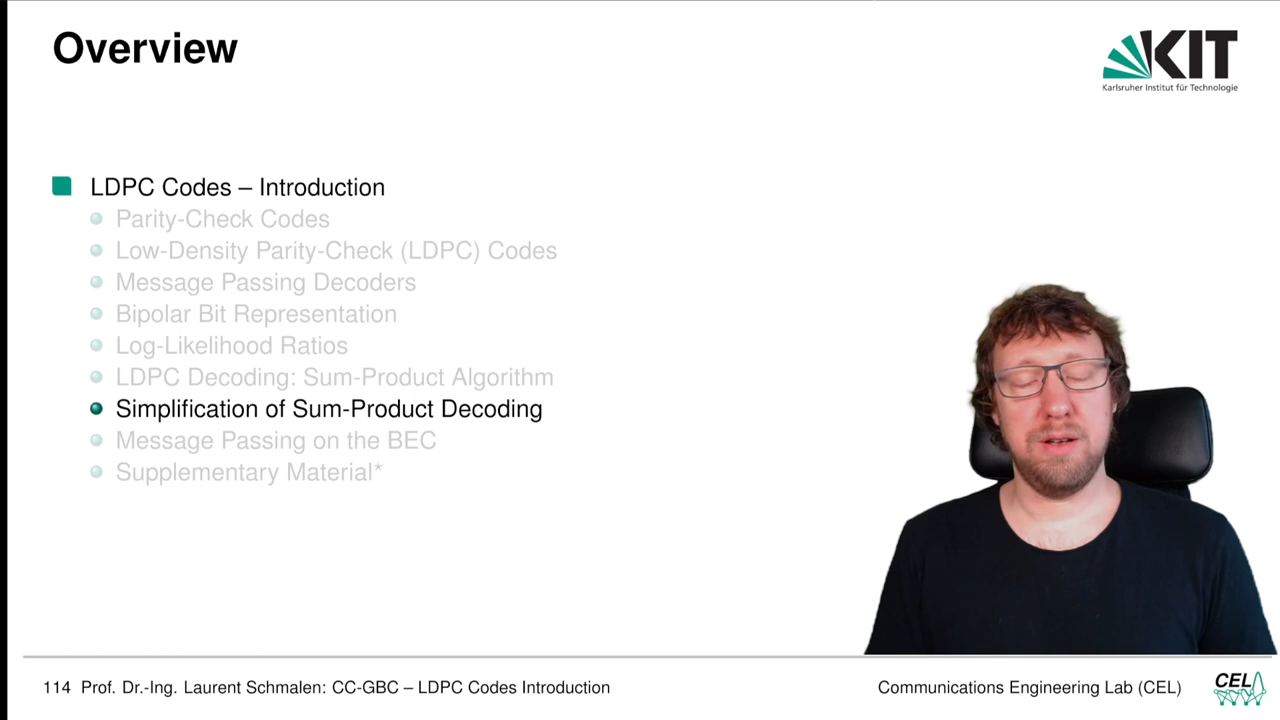 Overview
KIT
Karlsruher Institut für Technologie
LDPC Codes – Introduction
Parity-Check Codes
Low-Density Parity-Check (LDPC) Codes
Message Passing Decoders
Bipolar Bit Representation
Log-Likelihood Ratios
LDPC Decoding: Sum-Product Algorithm
Simplification of Sum-Product Decoding
Message Passing on the BEC
Supplementary Material*
114 Prof. Dr.-Ing. Laurent Schmalen: CC-GBC – LDPC Codes Introduction
Communications Engineering Lab (CEL)
CEL